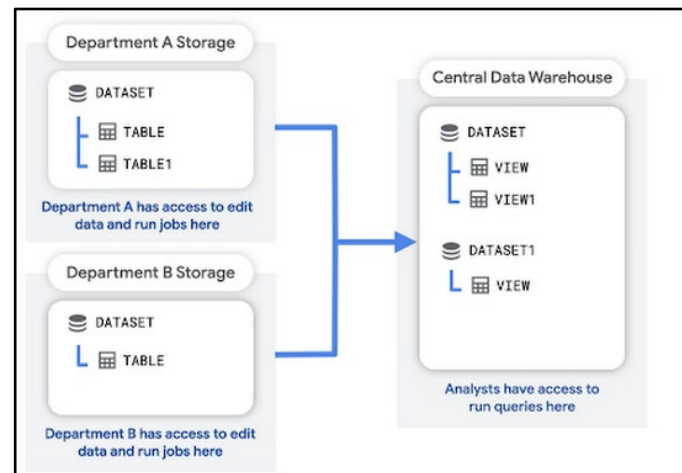 Department A Storage
DATASET
TABLE
TABLE1
Department A has access to edit
data and run jobs here
Department B Storage
DATASET
TABLE
Department B has access to edit
data and run jobs here
Central Data Warehouse
DATASET
VIEW
VIEW1
DATASET1
VIEW
Analysts have access to
run queries here